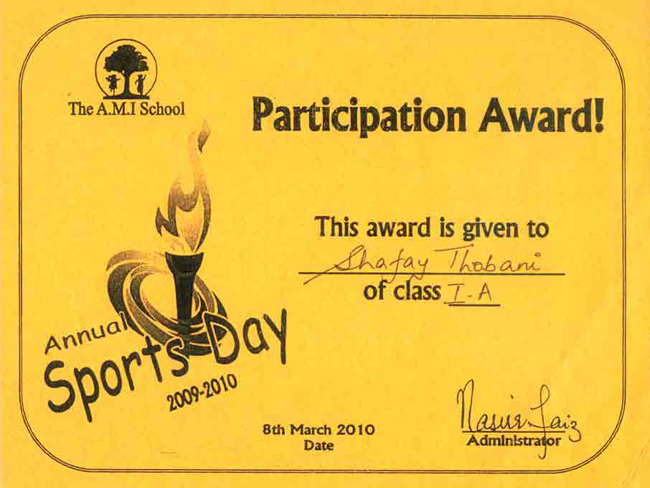 The A.M.I School
Participation Award!
This award is given to
Shafay Thobani
of class I-A
Annual
Sports Day
2009-2010
8th March 2010
Date
Administrator